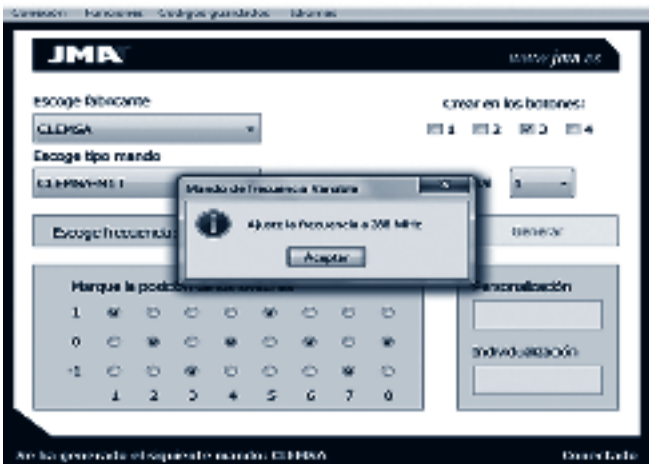 Conexión Funciones Códigos guardados Idiomas
JMA
www.jma.es
Escoge fabricante
Crear en los botones:
CLEMSA
1 2 3 4
Escoge tipo mando
Mando de Frecuencia Variable
1
Ajuste la frecuencia a
MHz
Escoge frecuencia:
Generar
Aceptar
Marque la
Personalización
1
0
Individualización
-1
1 2 3 4 5 6 7 8
Se ha generado el siguiente mando: CLEMSA
Conectado